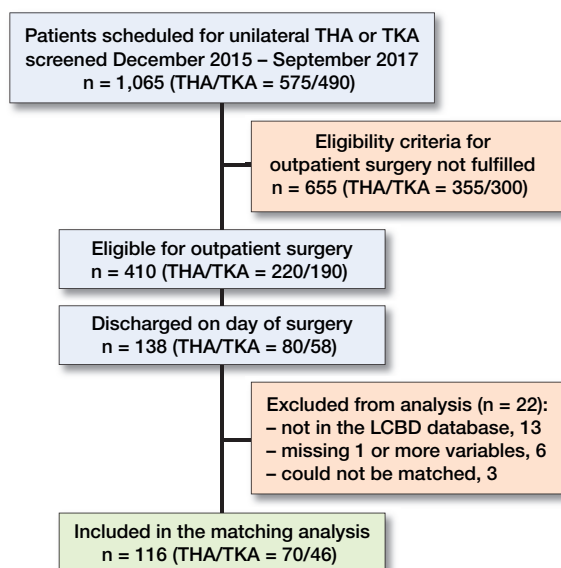 Patients scheduled for unilateral THA or TKA
screened December 2015 – September 2017
n = 1,065 (THA/TKA = 575/490)
Eligibility criteria for
outpatient surgery not fulfilled
n = 655 (THA/TKA = 355/300)
Eligible for outpatient surgery
n = 410 (THA/TKA = 220/190)
Discharged on day of surgery
n = 138 (THA/TKA = 80/58)
Excluded from analysis (n = 22):
– not in the LCBD database, 13
– missing 1 or more variables, 6
– could not be matched, 3
Included in the matching analysis
n = 116 (THA/TKA = 70/46)